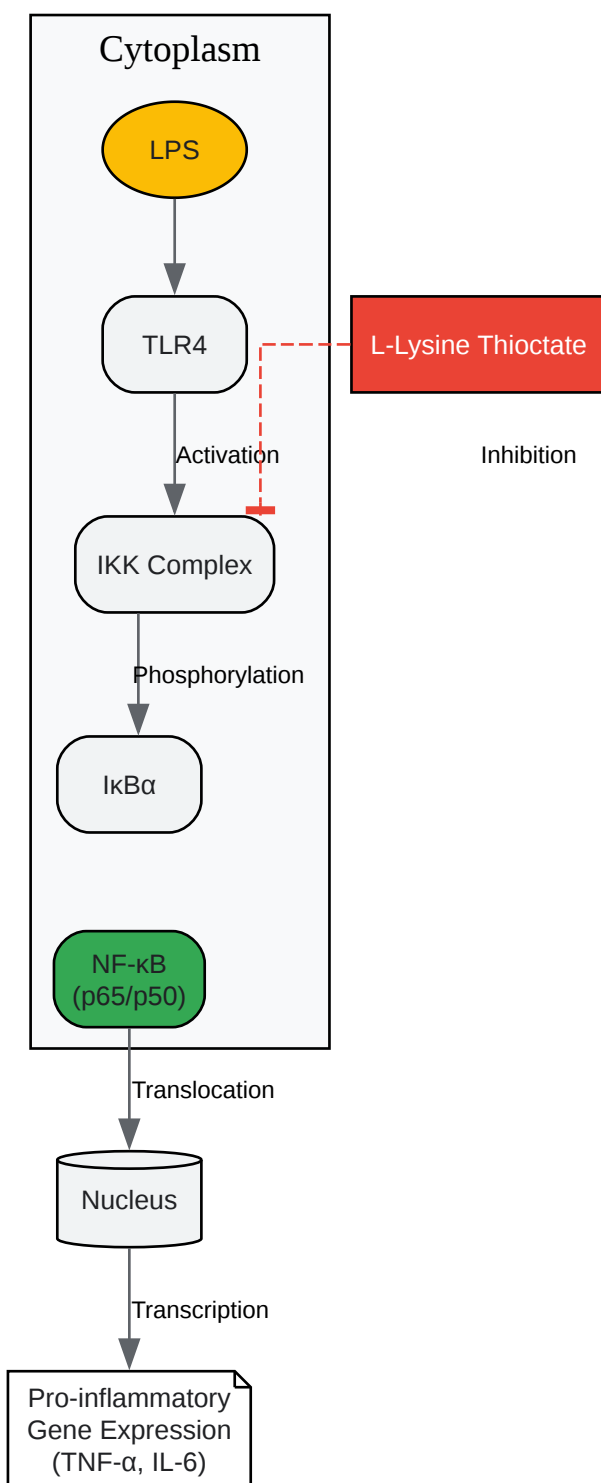 Cytoplasm
LPS
TLR4
L-Lysine Thioctate
Activation
Inhibition
IKK Complex
Phosphorylation
IκBα
NF-κB
(p65/p50)
Translocation
Nucleus
Transcription
Pro-inflammatory
Gene Expression
(TNF-α, IL-6)